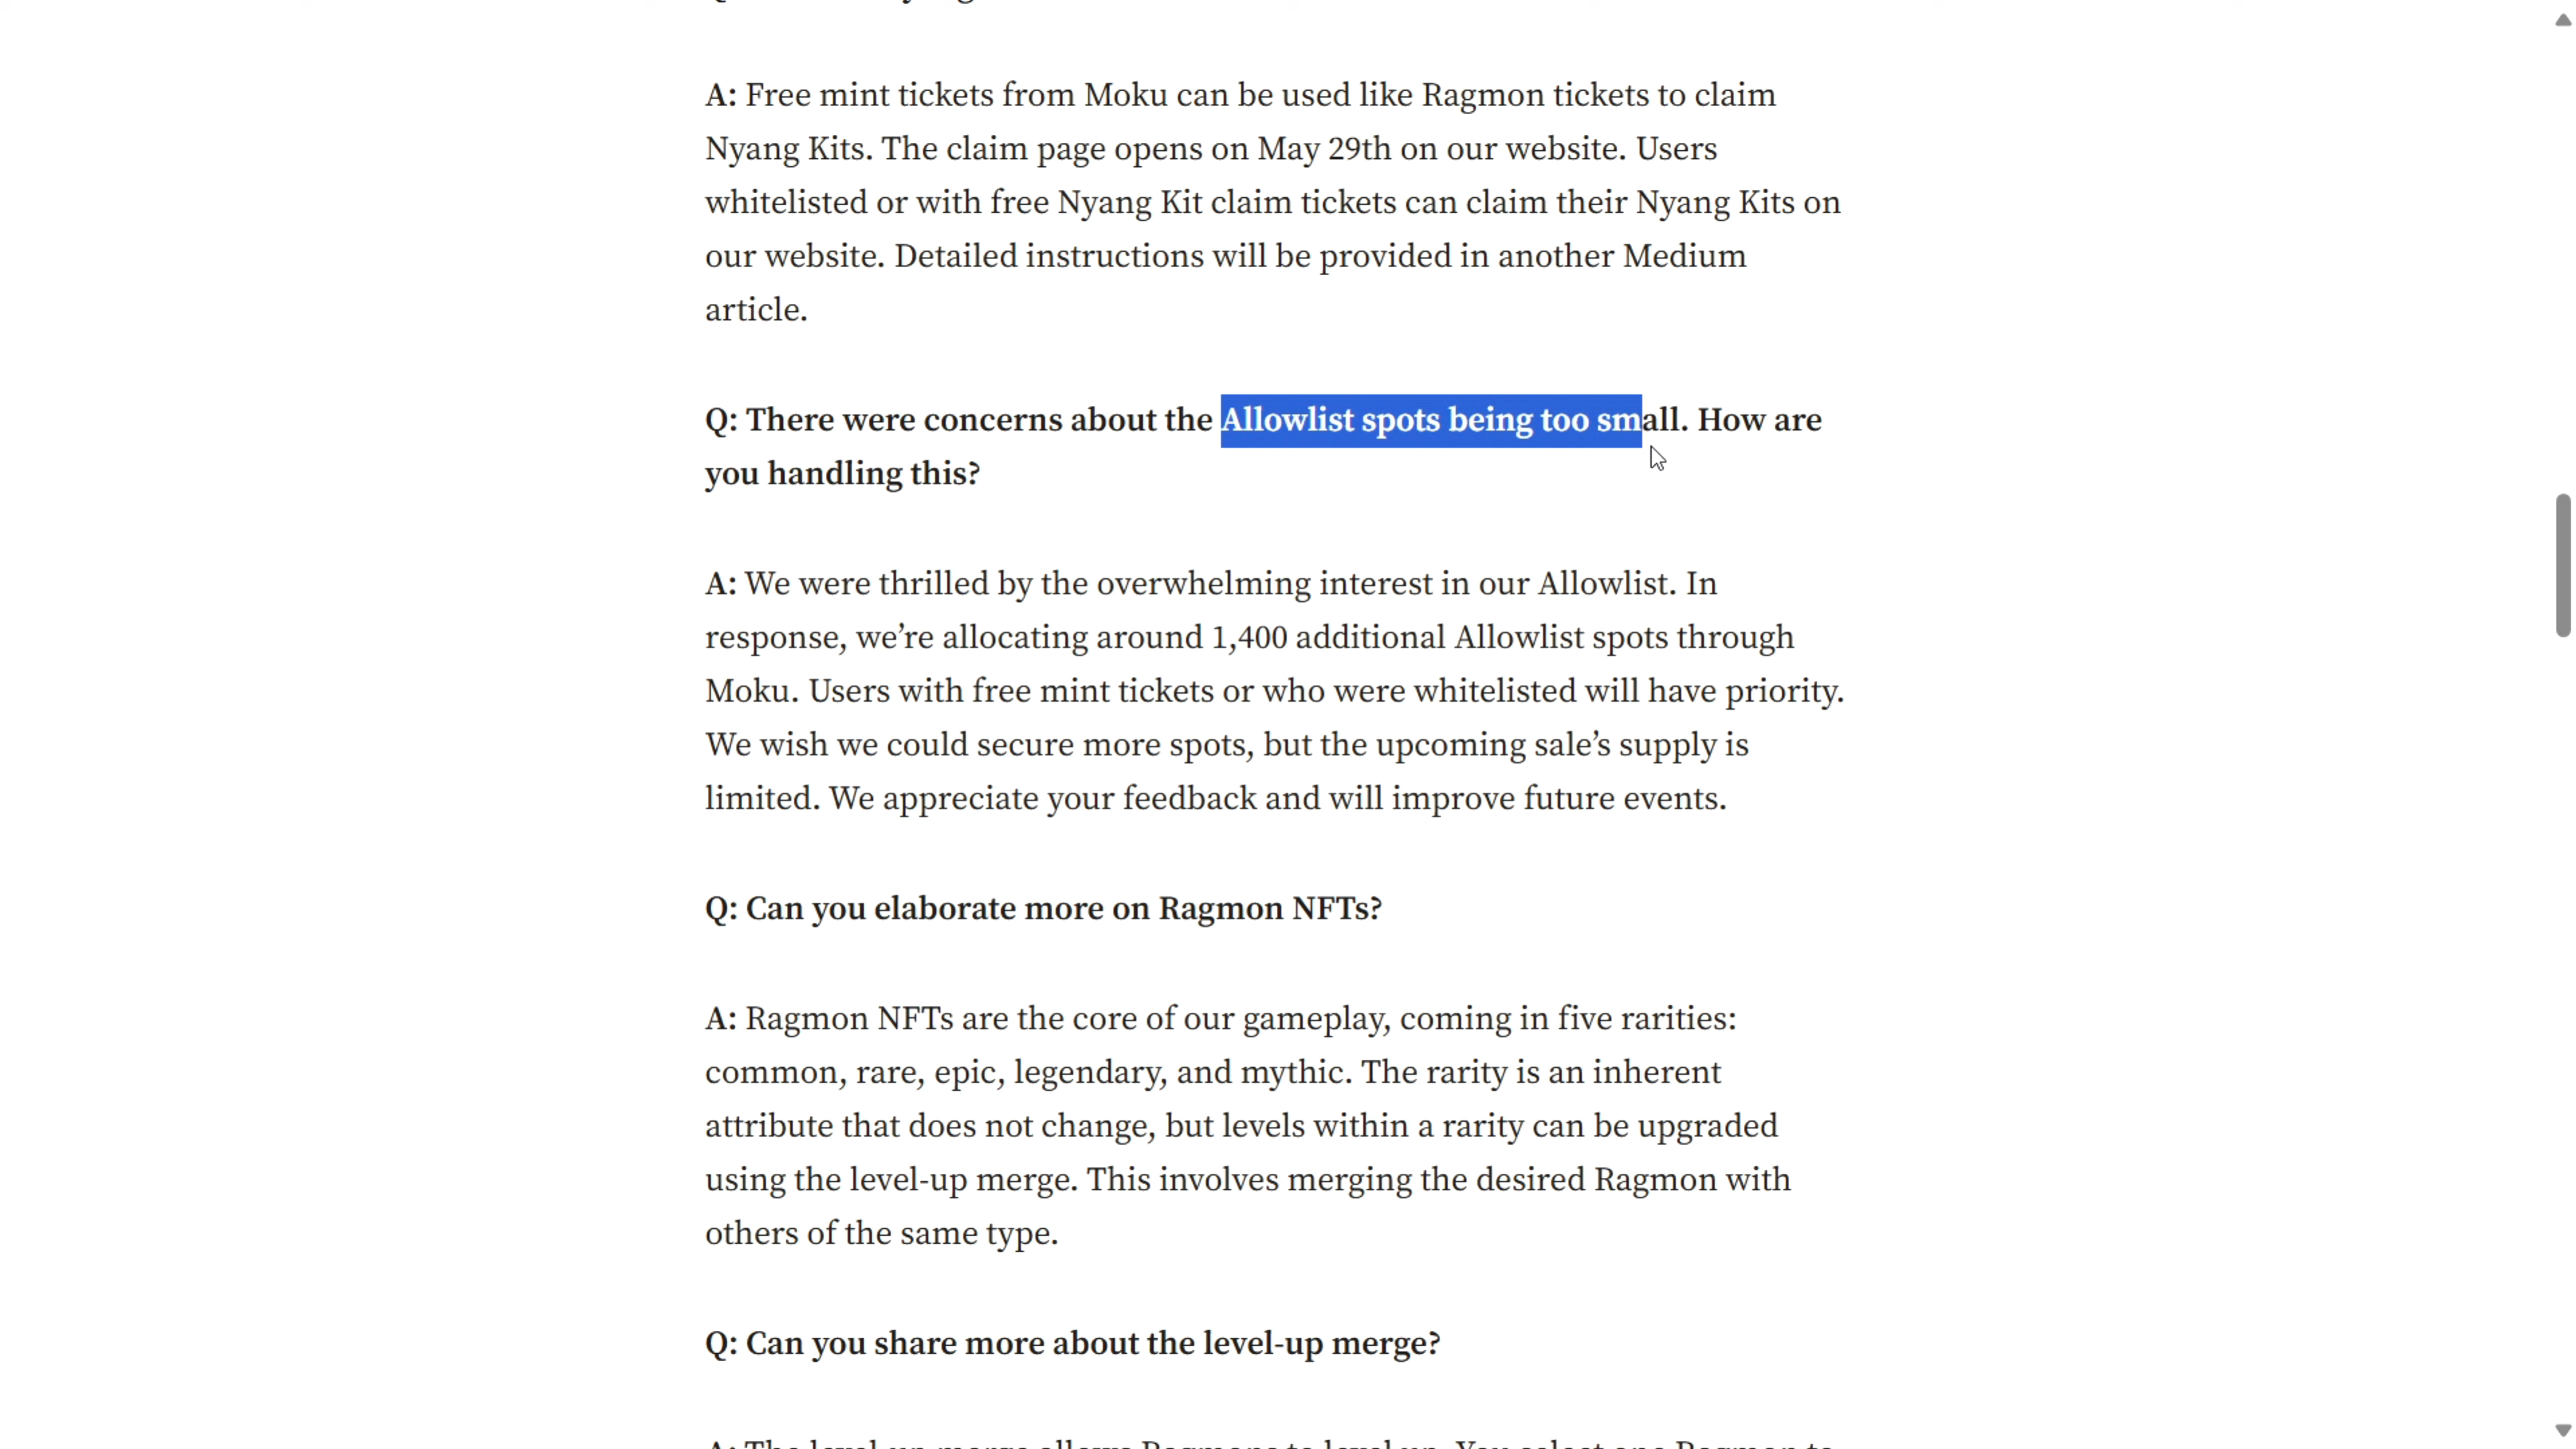 A: Free mint tickets from Moku can be used like Ragmon tickets to claim
Nyang Kits. The claim page opens on May 29th on our website. Users
whitelisted or with free Nyang Kit claim tickets can claim their Nyang Kits on
our website. Detailed instructions will be provided in another Medium
article.
Q: There were concerns about the Allowlist spots being too small. How are
you handling this?
A: We were thrilled by the overwhelming interest in our Allowlist. In
response, we’re allocating around 1,400 additional Allowlist spots through
Moku. Users with free mint tickets or who were whitelisted will have priority.
We wish we could secure more spots, but the upcoming sale’s supply is
limited. We appreciate your feedback and will improve future events.
Q: Can you elaborate more on Ragmon NFTs?
A: Ragmon NFTs are the core of our gameplay, coming in five rarities:
common, rare, epic, legendary, and mythic. The rarity is an inherent
attribute that does not change, but levels within a rarity can be upgraded
using the level-up merge. This involves merging the desired Ragmon with
others of the same type.
Q: Can you share more about the level-up merge?